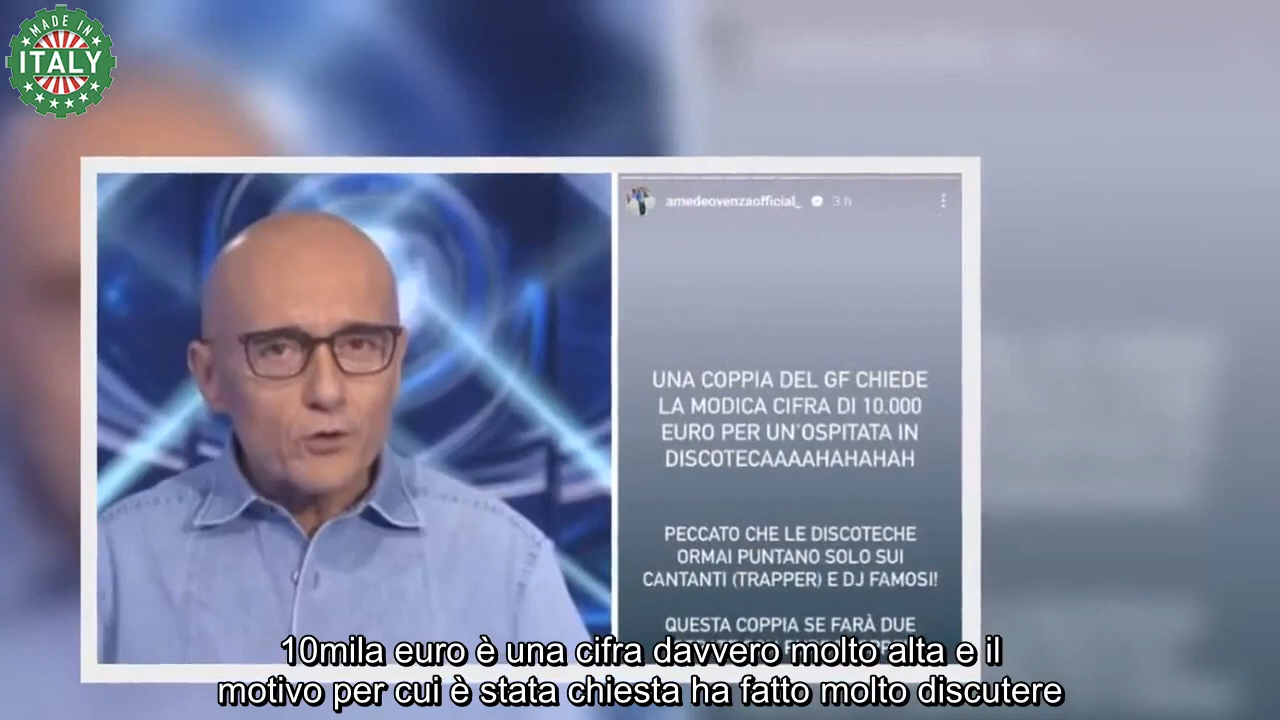 MADE IN
ITALY
amedeovenzaofficial_ 3 h
UNA COPPIA DEL GF CHIEDE
LA MODICA CIFRA DI 10.000
EURO PER UN'OSPITATA IN
DISCOTECAAAAHAHAHAH
PECCATO CHE LE DISCOTECHE
ORMAI PUNTANO SOLO SUI
CANTANTI (TRAPPER) E DJ FAMOSI!
QUESTA COPPIA SE FARÀ DUE
10mila euro è una cifra davvero molto alta e il
motivo per cui è stata chiesta ha fatto molto discutere